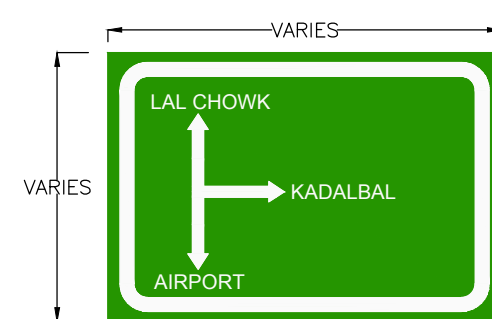 VARIES
LAL CHOWK
VARIES
KADALBAL
AIRPORT